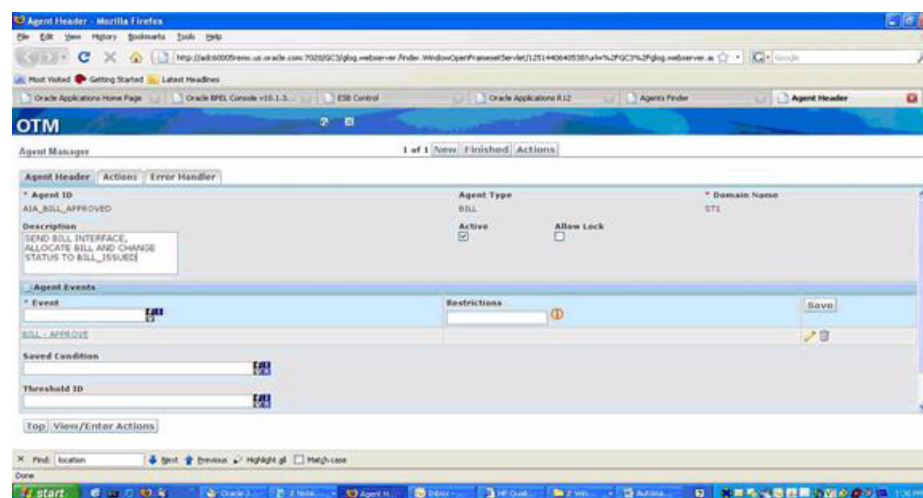 Agent Header - Mozilla Firefox
File Edit View History Bookmarks Tools Help
Most Visited Getting Started Latest Headlines
Oracle Applications Home Page
Oracle BPEL Console v10.1.3...
ESB Control
Oracle Applications R12
Agents Finder
Agent Header
OTM
Agent Manager
1 of 1 New Finished Actions
Agent Header Actions Error Handler
* Agent ID
Agent Type
* Domain Name
AIA_BILL_APPROVED
BILL
Description
Active
Allow Lock
SEND BILL INTERFACE,
ALLOCATE BILL AND CHANGE
STATUS TO BILL_ISSUED
Agent Events
* Event
Restrictions
Save
BILL - APPROVE
Saved Condition
Threshold ID
Top View/Enter Actions
Find: location Next Previous Highlight all Match case
Done
start